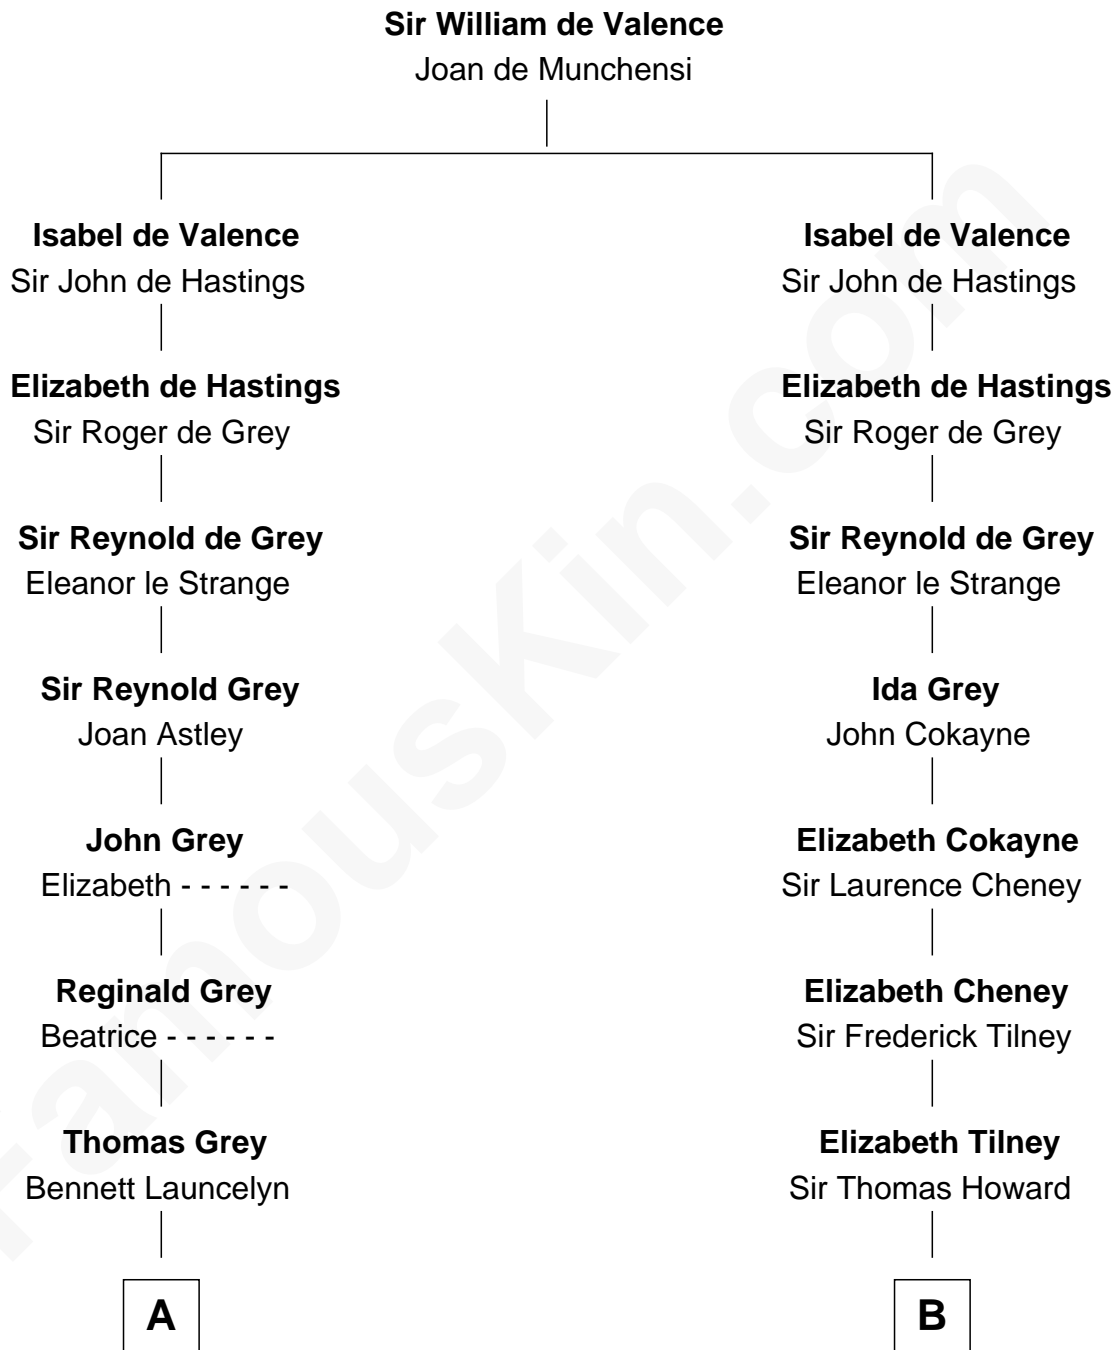 Sir William de Valence
Joan de Munchensi
Isabel de Valence
Sir John de Hastings
Isabel de Valence
Sir John de Hastings
Elizabeth de Hastings
Sir Roger de Grey
Elizabeth de Hastings
Sir Roger de Grey
Sir Reynold de Grey
Eleanor le Strange
Sir Reynold de Grey
Eleanor le Strange
Sir Reynold Grey
Joan Astley
Ida Grey
John Cokayne
John Grey
Elizabeth - - - - - -
Elizabeth Cokayne
Sir Laurence Cheney
Reginald Grey
Beatrice - - - - - -
Elizabeth Cheney
Sir Frederick Tilney
Thomas Grey
Bennett Launcelyn
Elizabeth Tilney
Sir Thomas Howard
A
B
FamousKin.com